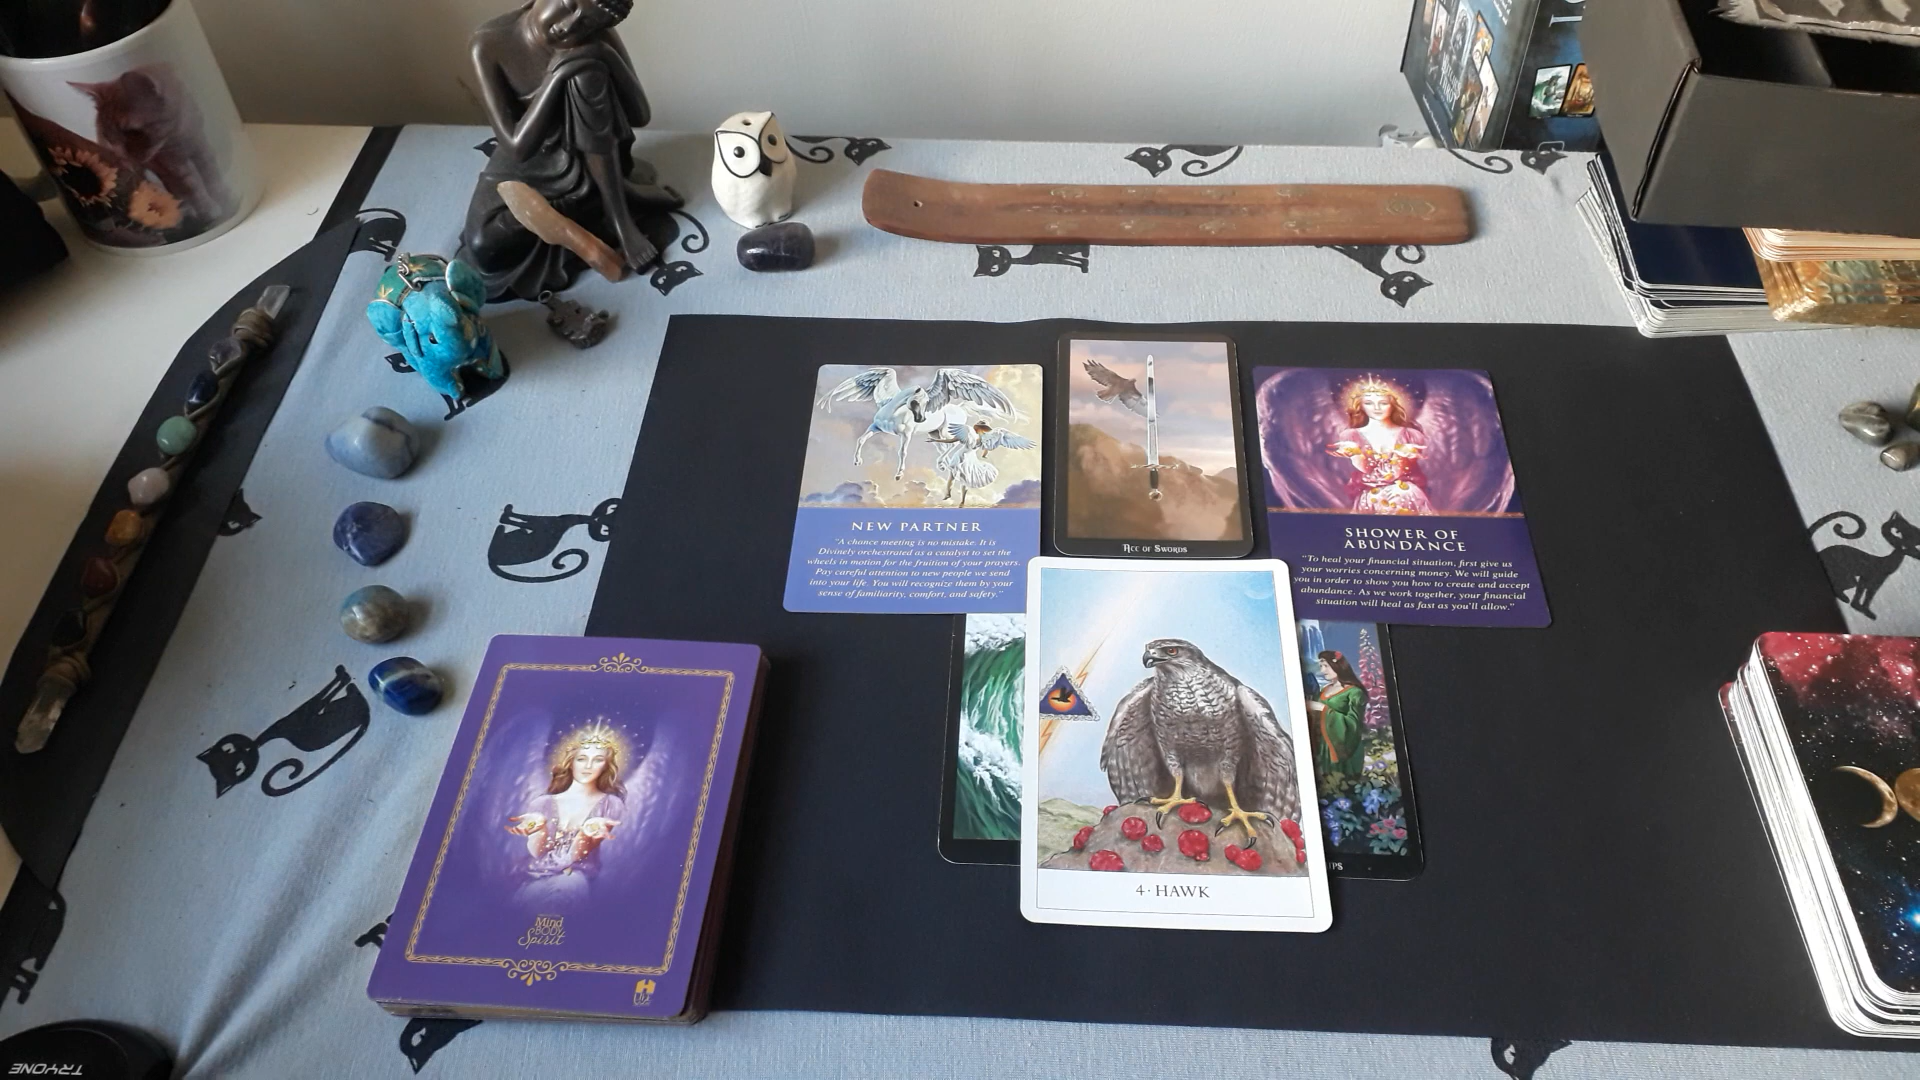 NEW PARTNER
"A chance meeting is no mistake. It is
Divinely orchestrated as a catalyst to set the
wheels in motion for the fruition of your prayers.
Pay careful attention to new people we send
into your life. You will recognize them by your
sense of familiarity, comfort, and safety."
ACE OF SWORDS
SHOWER OF
ABUNDANCE
"To heal your financial situation, first give us
your worries concerning money. We will guide
you in order to show you how to create and accept
abundance. As we work together, your financial
situation will heal as fast as you'll allow."
4 · HAWK
Mind
BODY
Spirit
TRYONE